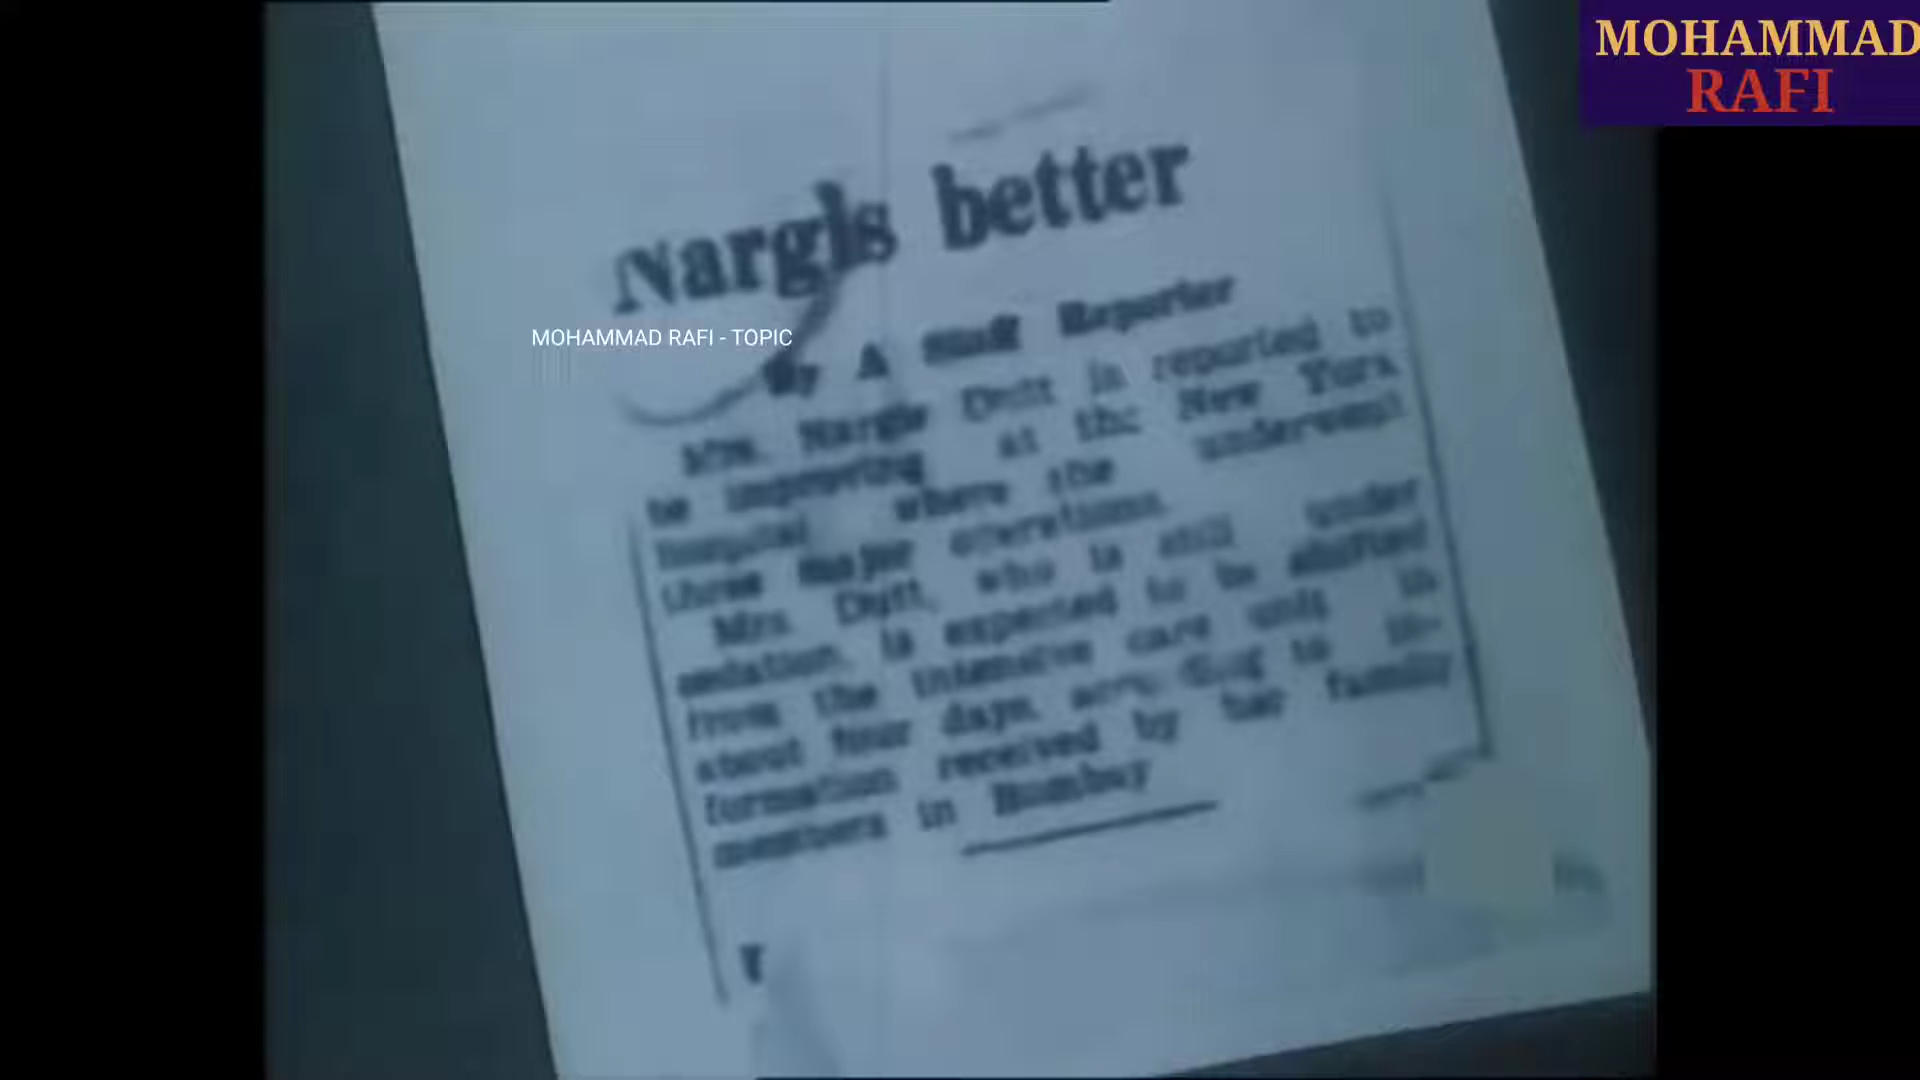 MOHAMMAD
RAFI
Nargis better
MOHAMMAD RAFI - TOPIC
By A Staff Reporter
Mrs. Nargis Dutt is reported to
be improving at the New York
hospital where she underwent
three major operations.
Mrs. Dutt, who is still under
sedation, is expected to be shifted
from the intensive care unit in
about four days, according to in-
formation received by her family
members in Bombay